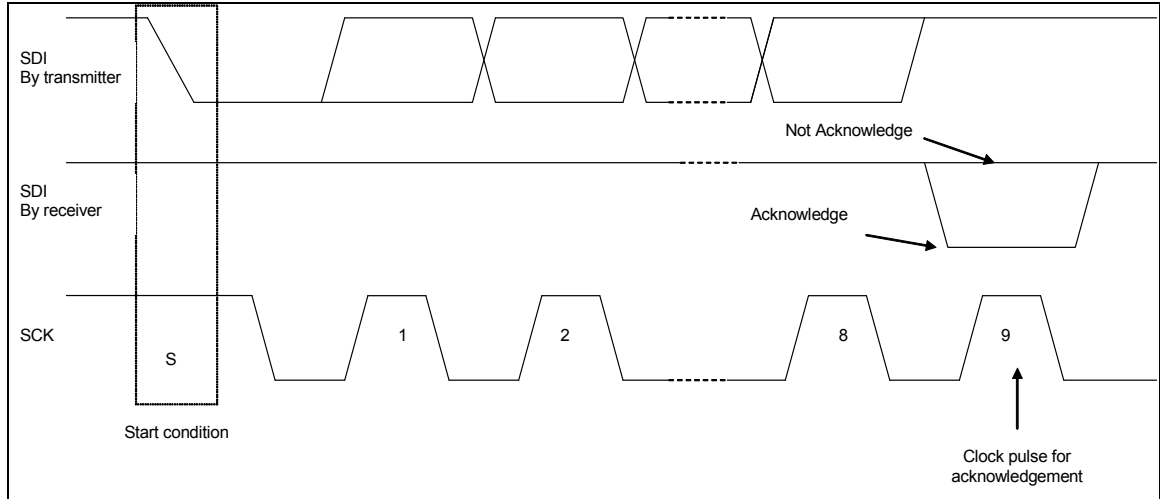 SDI
By transmitter
Not Acknowledge
SDI
By receiver
Acknowledge
SCK
1
2
8
9
S
Start condition
Clock pulse for
acknowledgement